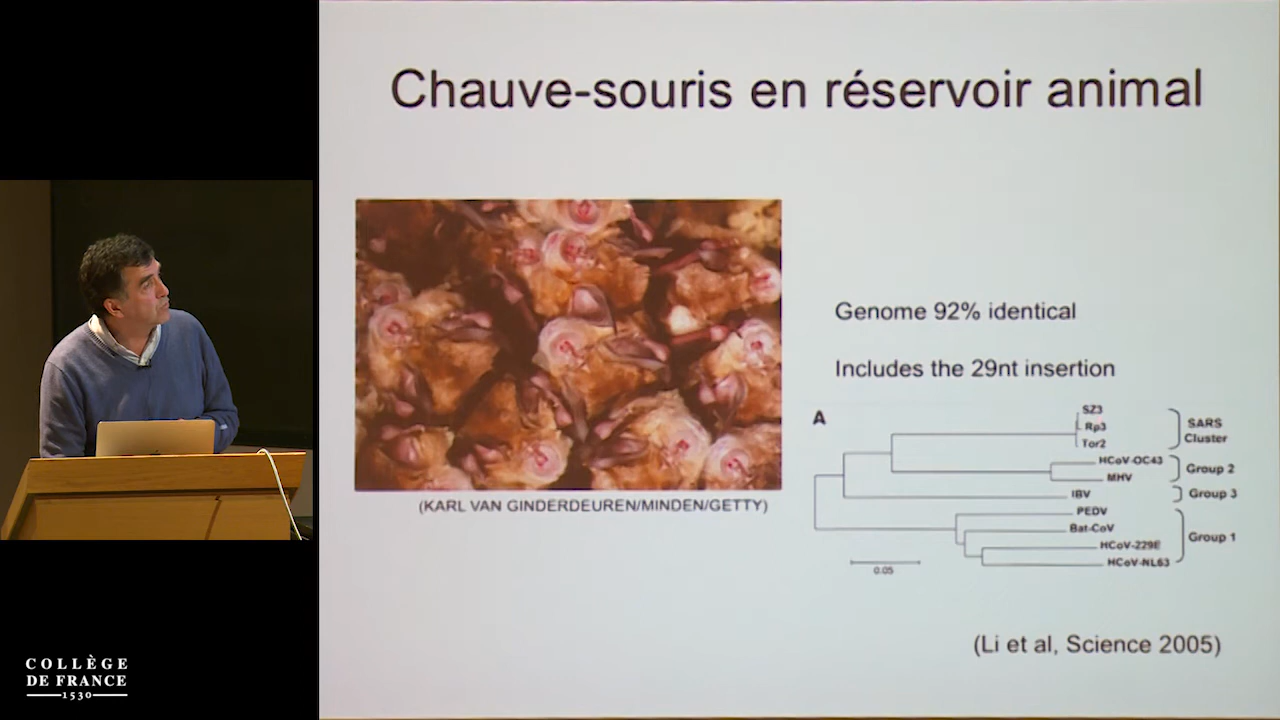 Chauve-souris en réservoir animal
Genome 92% identical
Includes the 29nt insertion
(KARL VAN GINDERDEUREN/MINDEN/GETTY)
A
SZ3
Rp3
Tor2
SARS
Cluster
HCoV-OC43
MHV
Group 2
IBV
Group 3
PEDV
Bat-CoV
HCoV-229E
HCoV-NL63
Group 1
0.05
(Li et al, Science 2005)
COLLÈGE
DE FRANCE
1530